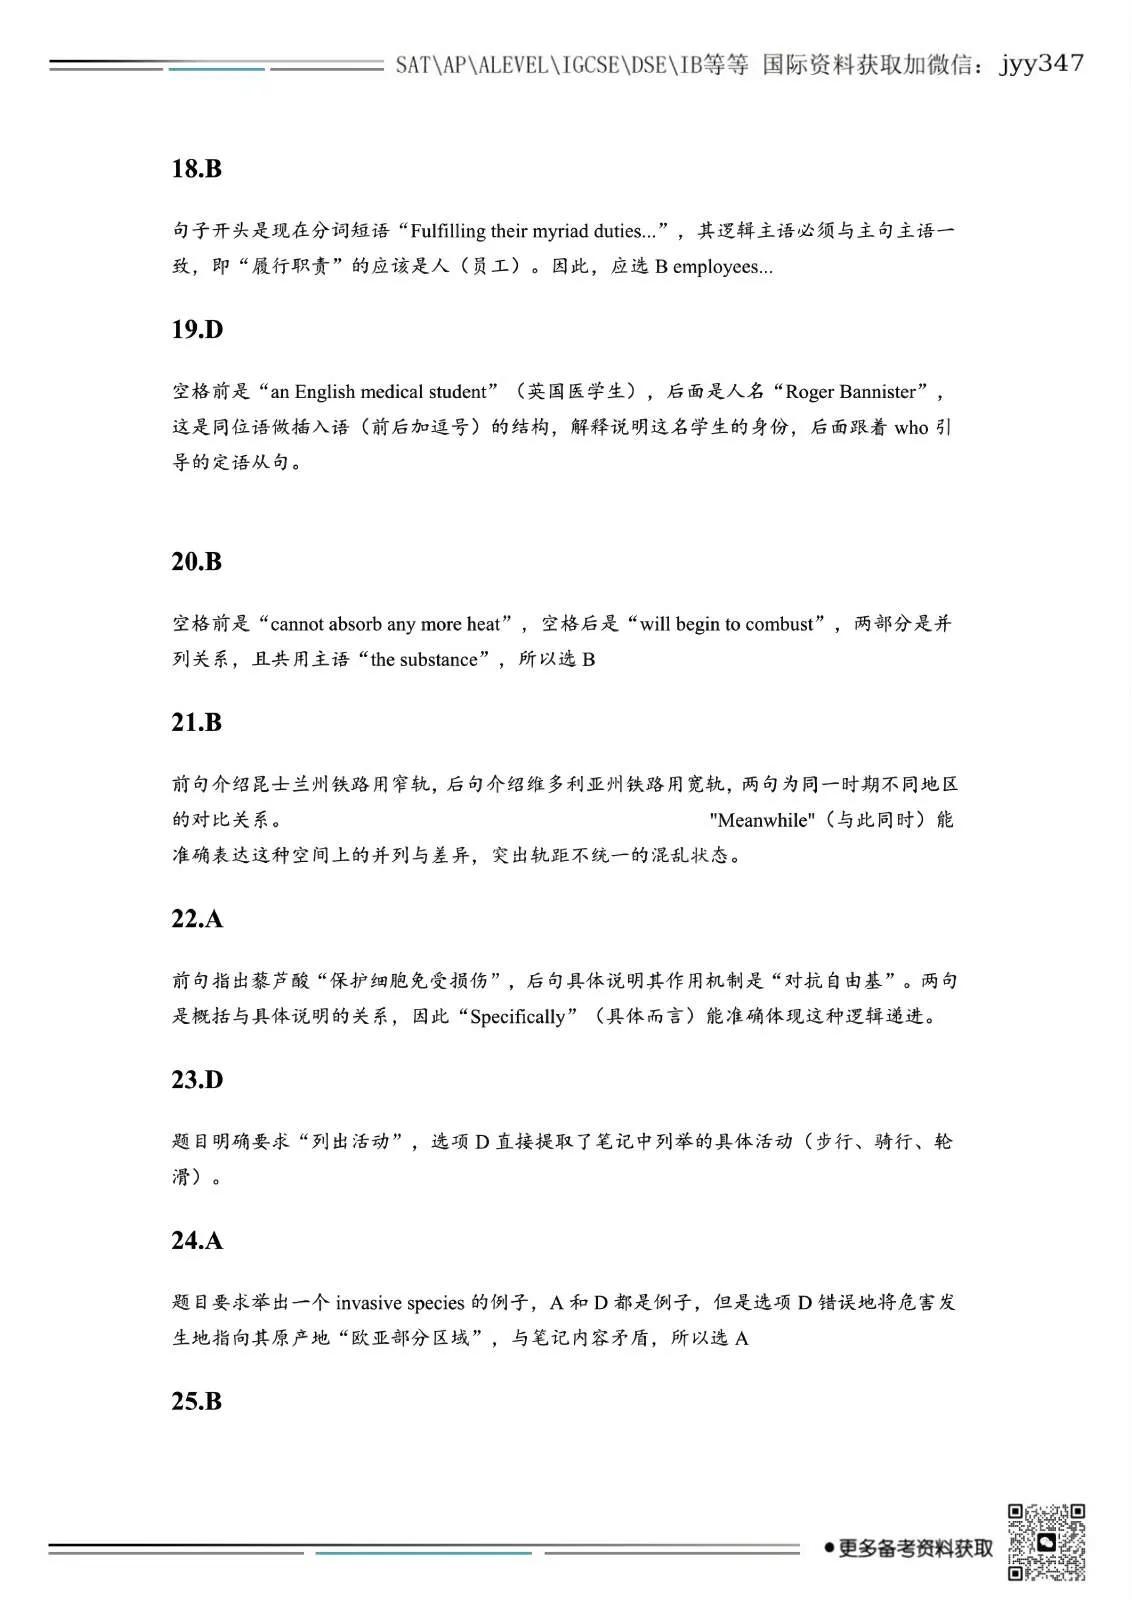 SAT\AP\ALEVEL\IGCSE\DSE\IB等等 国际资料获取加微信：jyy347
18.B
句子开头是现在分词短语“Fulfilling their myriad duties...”，其逻辑主语必须与主句主语一
致，即“履行职责”的应该是人（员工）。因此，应选 B employees...
19.D
空格前是“an English medical student”（英国医学生），后面是人名“Roger Bannister”，
这是同位语做插入语（前后加逗号）的结构，解释说明这名学生的身份，后面跟着 who 引
导的定语从句。
20.B
空格前是“cannot absorb any more heat”，空格后是“will begin to combust”，两部分是并
列关系，且共用主语“the substance”，所以选 B
21.B
前句介绍昆士兰州铁路用窄轨，后句介绍维多利亚州铁路用宽轨，两句为同一时期不同地区
的对比关系。 "Meanwhile"（与此同时）能
准确表达这种空间上的并列与差异，突出轨距不统一的混乱状态。
22.A
前句指出藜芦酸“保护细胞免受损伤”，后句具体说明其作用机制是“对抗自由基”。两句
是概括与具体说明的关系，因此“Specifically”（具体而言）能准确体现这种逻辑递进。
23.D
题目明确要求“列出活动”，选项 D 直接提取了笔记中列举的具体活动（步行、骑行、轮
滑）。
24.A
题目要求举出一个 invasive species 的例子，A 和 D 都是例子，但是选项 D 错误地将危害发
生地指向其原产地“欧亚部分区域”，与笔记内容矛盾，所以选 A
25.B
●更多备考资料获取